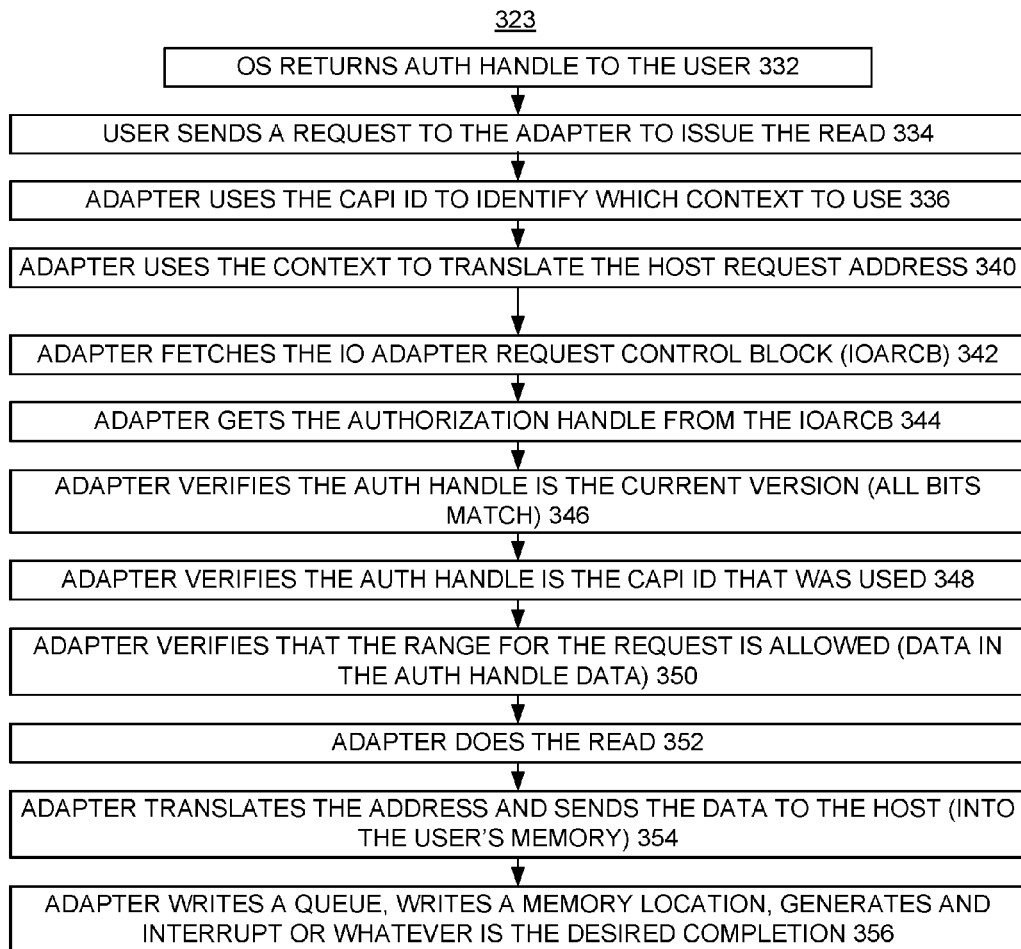 323
OS RETURNS AUTH HANDLE TO THE USER 332
USER SENDS A REQUEST TO THE ADAPTER TO ISSUE THE READ 334
ADAPTER USES THE CAPI ID TO IDENTIFY WHICH CONTEXT TO USE 336
ADAPTER USES THE CONTEXT TO TRANSLATE THE HOST REQUEST ADDRESS 340
ADAPTER FETCHES THE IO ADAPTER REQUEST CONTROL BLOCK (IOARCB) 342
ADAPTER GETS THE AUTHORIZATION HANDLE FROM THE IOARCB 344
ADAPTER VERIFIES THE AUTH HANDLE IS THE CURRENT VERSION (ALL BITS
MATCH) 346
ADAPTER VERIFIES THE AUTH HANDLE IS THE CAPI ID THAT WAS USED 348
ADAPTER VERIFIES THAT THE RANGE FOR THE REQUEST IS ALLOWED (DATA IN
THE AUTH HANDLE DATA) 350
ADAPTER DOES THE READ 352
ADAPTER TRANSLATES THE ADDRESS AND SENDS THE DATA TO THE HOST (INTO
THE USER'S MEMORY) 354
ADAPTER WRITES A QUEUE, WRITES A MEMORY LOCATION, GENERATES AND
INTERRUPT OR WHATEVER IS THE DESIRED COMPLETION 356